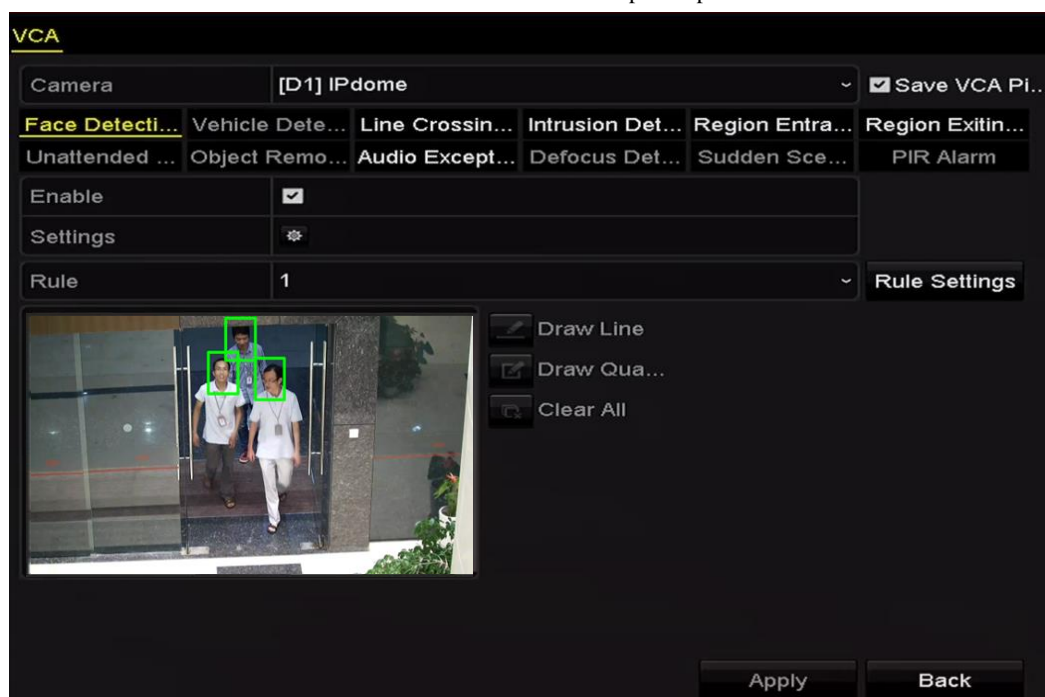 VCA
Camera [D1] IPdome Save VCA Pi..
Face Detecti... Vehicle Dete... Line Crossin... Intrusion Det... Region Entra... Region Exitin...
Unattended ... Object Remo... Audio Except... Defocus Det... Sudden Sce... PIR Alarm
Enable
Settings
Rule 1 Rule Settings
Draw Line
Draw Qua...
Clear All
Apply Back